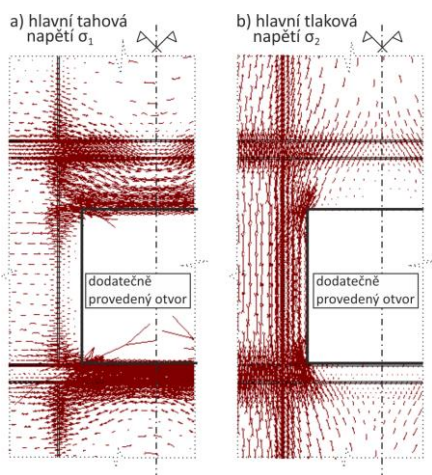 a) hlavní tahová
napětí σ₁
b) hlavní tlaková
napětí σ₂
dodatečně
provedený otvor
dodatečně
provedený otvor